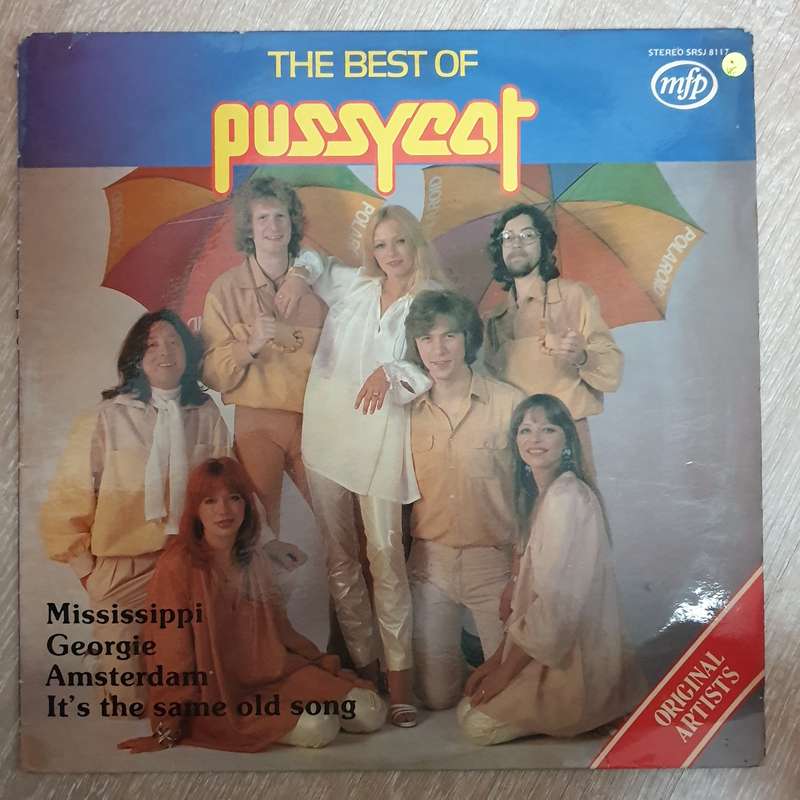 THE BEST OF
pussycat
STEREO SRSJ 8117
mfp
POLAROID
Mississippi
Georgie
Amsterdam
It's the same old song
ORIGINAL
ARTISTS